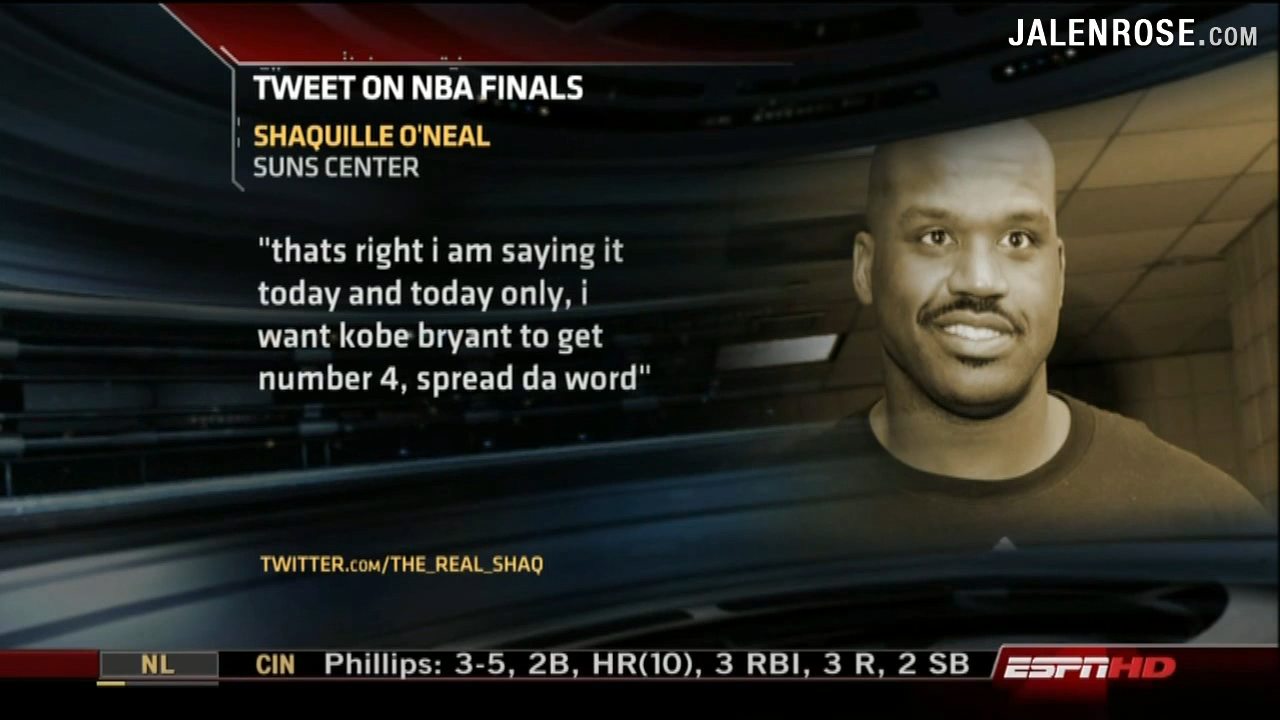 JALENROSE.COM
TWEET ON NBA FINALS
SHAQUILLE O'NEAL
SUNS CENTER
"thats right i am saying it
today and today only, i
want kobe bryant to get
number 4, spread da word"
TWITTER.COM/THE_REAL_SHAQ
NL CIN Phillips: 3-5, 2B, HR(10), 3 RBI, 3 R, 2 SB ESPNHD